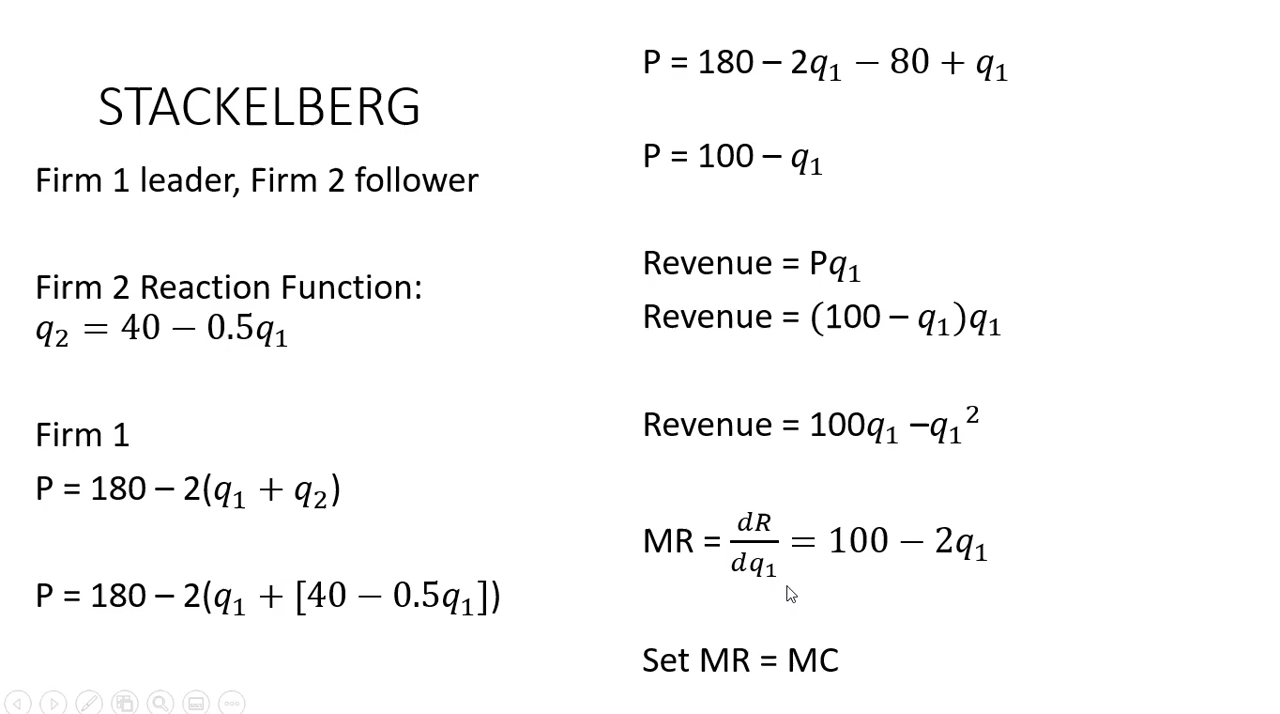 STACKELBERG
Firm 1 leader, Firm 2 follower
Firm 2 Reaction Function:
q₂ = 40 − 0.5q₁
Firm 1
P = 180 – 2(q₁ + q₂)
P = 180 – 2(q₁ + [40 − 0.5q₁])
P = 180 – 2q₁ − 80 + q₁
P = 100 – q₁
Revenue = Pq₁
Revenue = (100 – q₁)q₁
Revenue = 100q₁ –q₁²
MR = dR/dq₁ = 100 − 2q₁
Set MR = MC